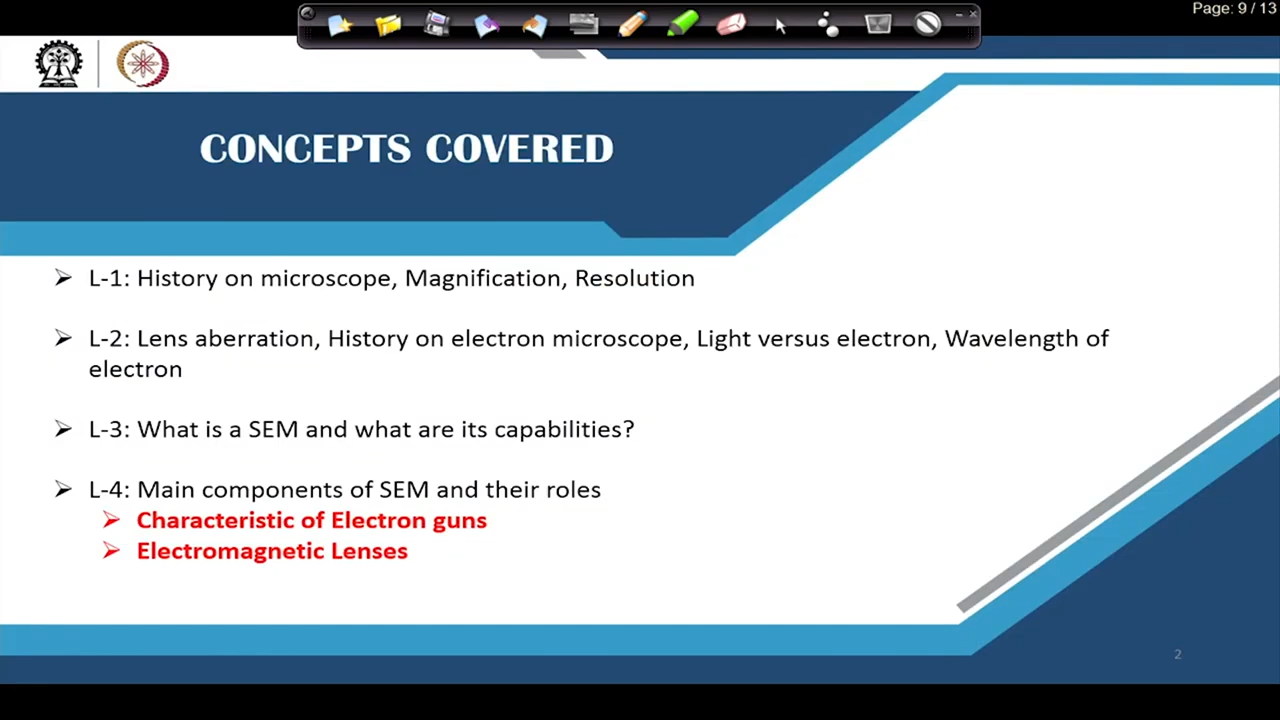 Page: 9 / 13
CONCEPTS COVERED
➢ L-1: History on microscope, Magnification, Resolution
➢ L-2: Lens aberration, History on electron microscope, Light versus electron, Wavelength of
electron
➢ L-3: What is a SEM and what are its capabilities?
➢ L-4: Main components of SEM and their roles
➢ Characteristic of Electron guns
➢ Electromagnetic Lenses
2